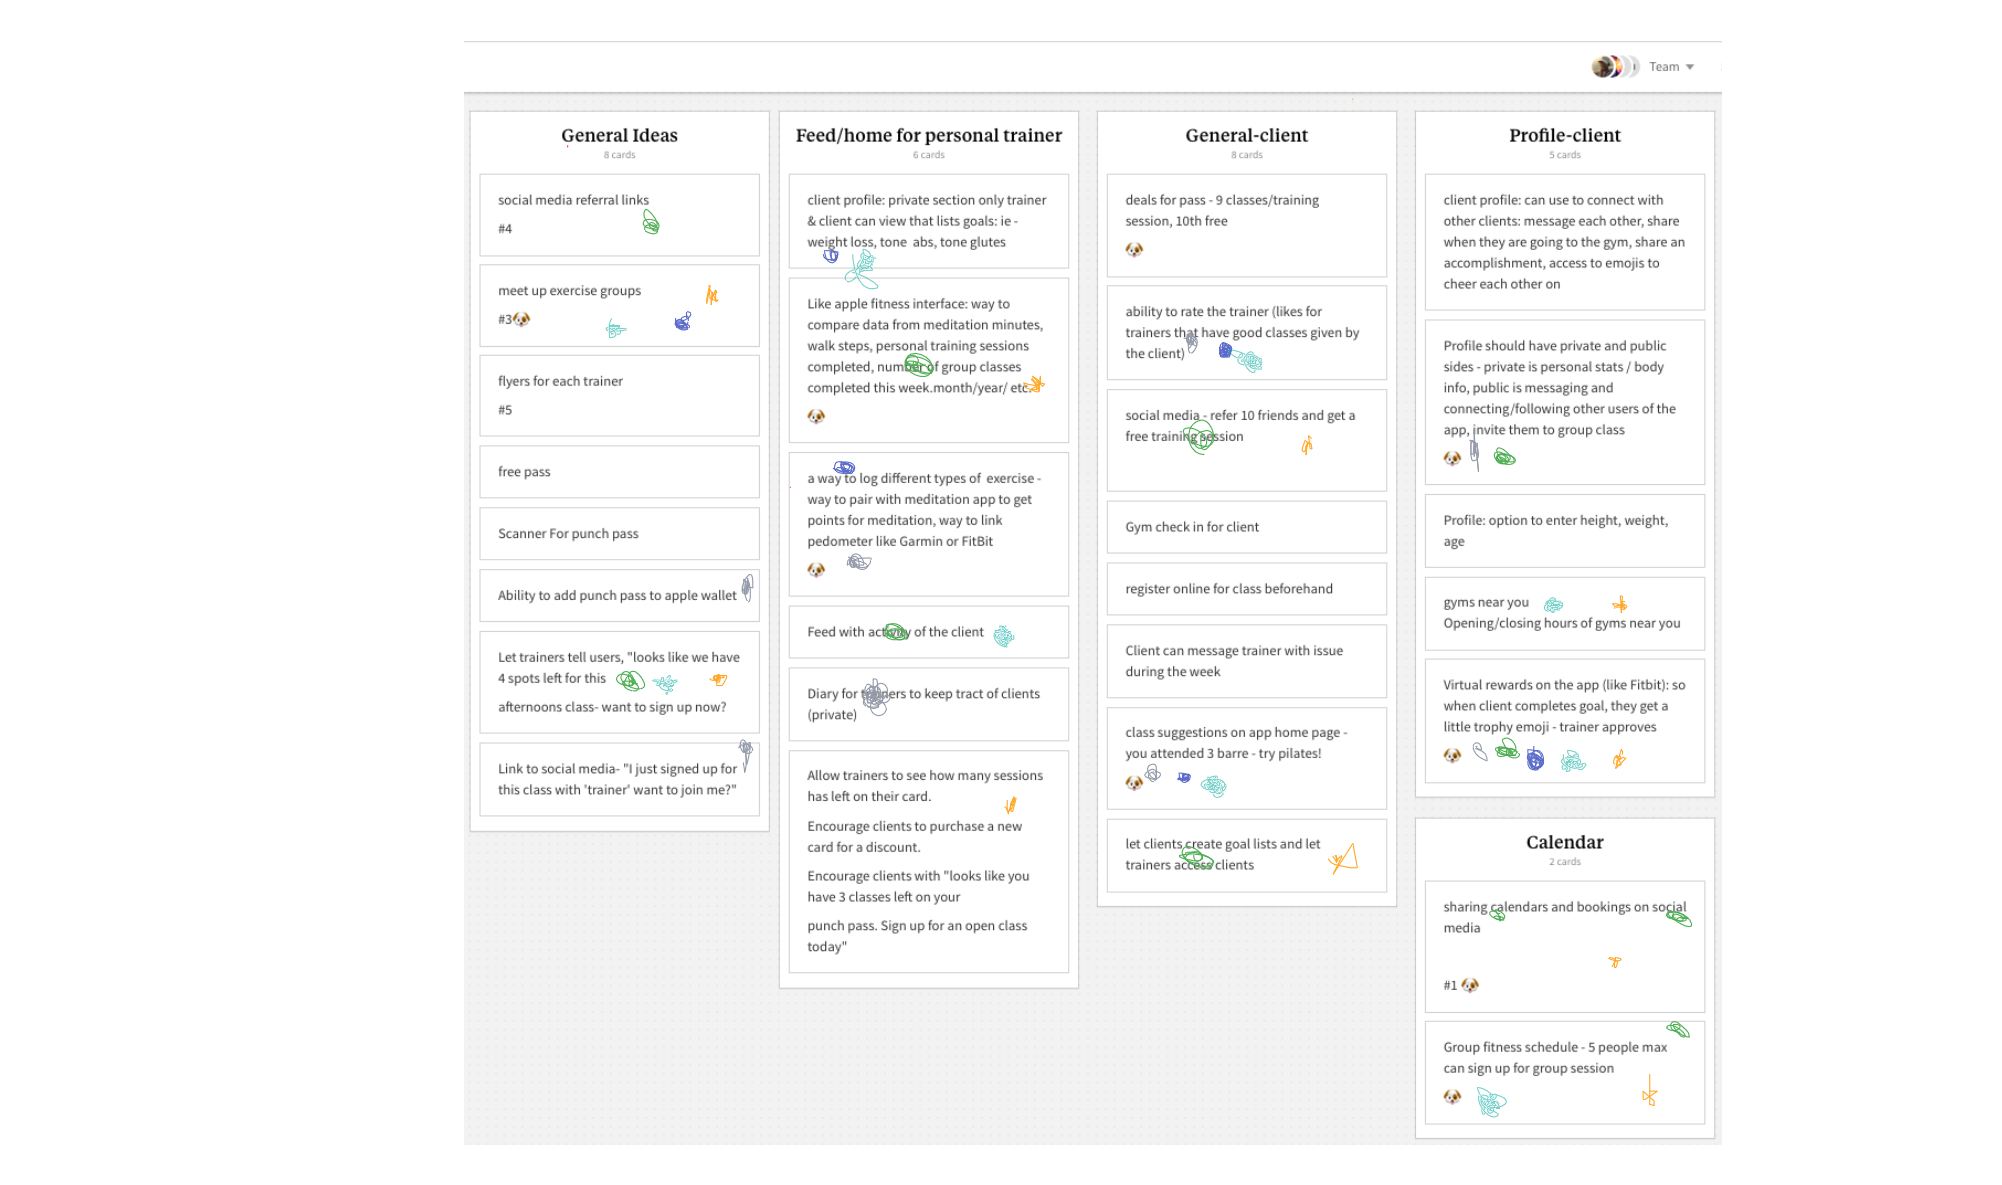 Team
General Ideas
8 cards
social media referral links
#4
meet up exercise groups
#3
flyers for each trainer
#5
free pass
Scanner For punch pass
Ability to add punch pass to apple wallet
Let trainers tell users, "looks like we have
4 spots left for this
afternoons class- want to sign up now?
Link to social media- "I just signed up for
this class with 'trainer' want to join me?"
Feed/home for personal trainer
6 cards
client profile: private section only trainer
& client can view that lists goals: ie -
weight loss, tone abs, tone glutes
Like apple fitness interface: way to
compare data from meditation minutes,
walk steps, personal training sessions
completed, number of group classes
completed this week.month/year/ etc.
a way to log different types of exercise -
way to pair with meditation app to get
points for meditation, way to link
pedometer like Garmin or FitBit
Feed with activity of the client
Diary for trainers to keep tract of clients
(private)
Allow trainers to see how many sessions
has left on their card.
Encourage clients to purchase a new
card for a discount.
Encourage clients with "looks like you
have 3 classes left on your
punch pass. Sign up for an open class
today"
General-client
8 cards
deals for pass - 9 classes/training
session, 10th free
ability to rate the trainer (likes for
trainers that have good classes given by
the client)
social media - refer 10 friends and get a
free training session
Gym check in for client
register online for class beforehand
Client can message trainer with issue
during the week
class suggestions on app home page -
you attended 3 barre - try pilates!
let clients create goal lists and let
trainers access clients
Profile-client
5 cards
client profile: can use to connect with
other clients: message each other, share
when they are going to the gym, share an
accomplishment, access to emojis to
cheer each other on
Profile should have private and public
sides - private is personal stats / body
info, public is messaging and
connecting/following other users of the
app, invite them to group class
Profile: option to enter height, weight,
age
gyms near you
Opening/closing hours of gyms near you
Virtual rewards on the app (like Fitbit): so
when client completes goal, they get a
little trophy emoji - trainer approves
Calendar
2 cards
sharing calendars and bookings on social
media
#1
Group fitness schedule - 5 people max
can sign up for group session